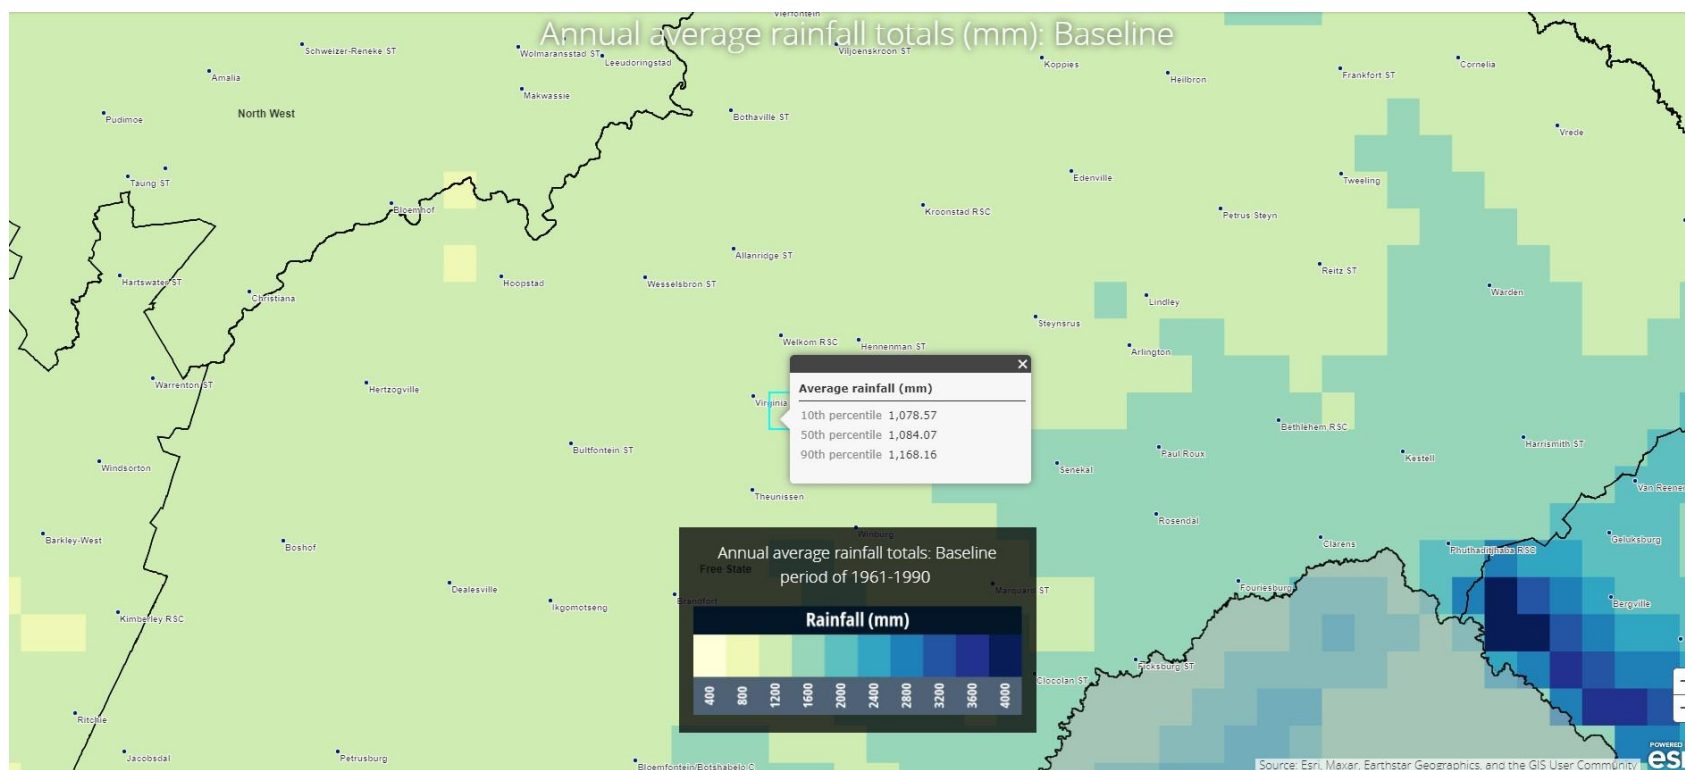 Vierfontein
Annual average rainfall totals (mm): Baseline
Schweizer-Reneke ST
Wolmaransstad ST
Leeudoringstad
Viljoenskroon ST
Koppies
Heilbron
Frankfort ST
Cornelia
Amalia
Makwassie
Pudimoe
North West
Bothaville ST
Vrede
Taung ST
Edenville
Tweeling
Bloemhof
Kroonstad RSC
Petrus Steyn
Allanridge ST
Reitz ST
Hartswater ST
Christiana
Hoopstad
Wesselsbron ST
Lindley
Warden
Steynsrus
Welkom RSC
Hennenman ST
Arlington
Warrenton ST
Hertzogville
Virginia
Average rainfall (mm)
10th percentile 1,078.57
50th percentile 1,084.07
90th percentile 1,168.16
Bethlehem RSC
Harrismith ST
Bultfontein ST
Paul Roux
Kestell
Windsorton
Senekal
Van Reenen
Theunissen
Rosendal
Barkley-West
Boshof
Winburg
Clarens
Phuthaditjhaba RSC
Geluksburg
Annual average rainfall totals: Baseline
period of 1961-1990
Free State
Dealesville
Ikgomotseng
Brandfort
Marquard ST
Fouriesburg
Bergville
Kimberley RSC
Rainfall (mm)
400 800 1200 1600 2000 2400 2800 3200 3600 4000
Ficksburg ST
Clocolan ST
Ritchie
Jacobsdal
Petrusburg
Bloemfontein/Botshabelo C
POWERED
esri
Source: Esri, Maxar, Earthstar Geographics, and the GIS User Community